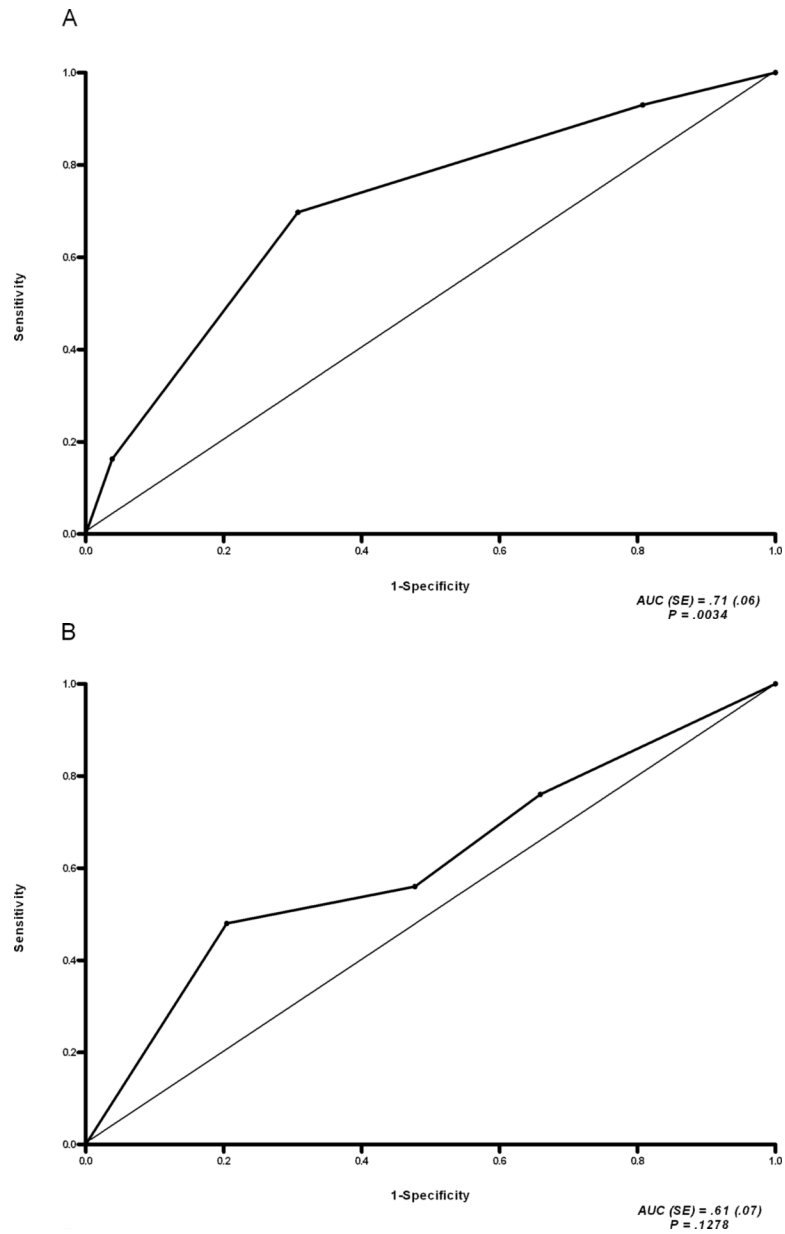 A
1.0
0.8
0.6
0.4
0.2
0.0
Sensitivity
0.0 0.2 0.4 0.6 0.8 1.0
1-Specificity
AUC (SE) = .71 (.06)
P = .0034
B
1.0
0.8
0.6
0.4
0.2
0.0
Sensitivity
0.0 0.2 0.4 0.6 0.8 1.0
1-Specificity
AUC (SE) = .61 (.07)
P = .1278